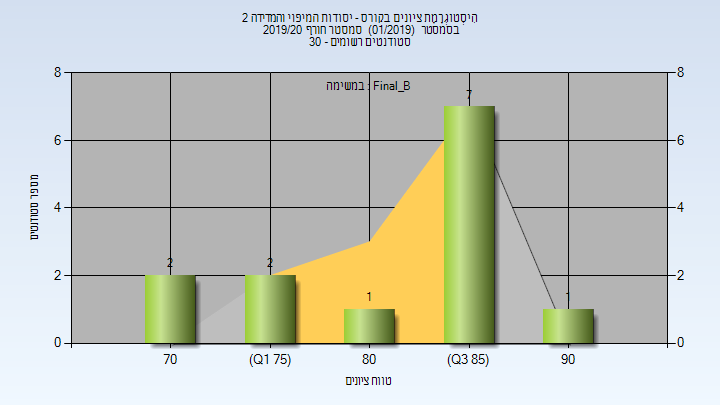 היסטוגרמת ציונים בקורס - יסודות המיפוי והמדידה 2
בסמסטר (01/2019) סמסטר חורף 2019/20
סטודנטים רשומים - 30
במשימה : Final_B
8 8
7
6 6
מספר סטודנטים
4 4
2 2 2 2
1 1
0 0
70 (Q1 75) 80 (Q3 85) 90
טווח ציונים